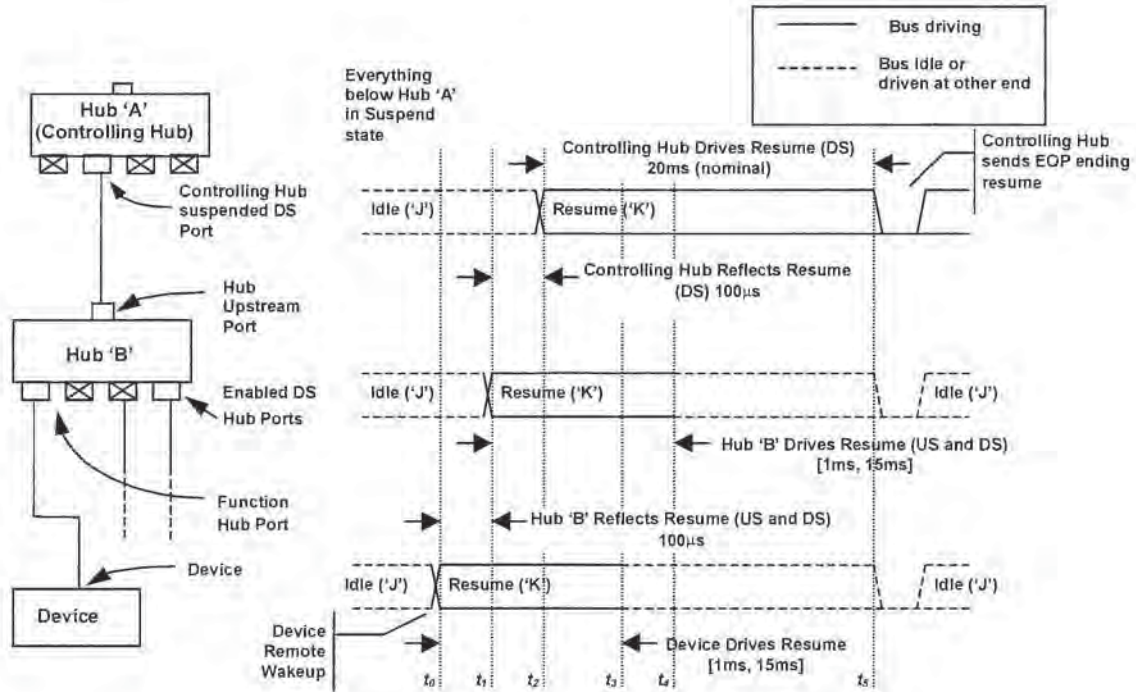 Bus driving
Bus Idle or
driven at other end
Hub 'A'
(Controlling Hub)
Controlling Hub
suspended DS
Port
Hub
Upstream
Port
Hub 'B'
Enabled DS
Hub Ports
Function
Hub Port
Device
Device
Everything
below Hub 'A'
in Suspend
state
Controlling Hub Drives Resume (DS)
20ms (nominal)
Controlling Hub
sends EOP ending
resume
Idle ('J')
Resume ('K')
Controlling Hub Reflects Resume
(DS) 100µs
Idle ('J')
Resume ('K')
Idle ('J')
Hub 'B' Drives Resume (US and DS)
[1ms, 15ms]
Hub 'B' Reflects Resume (US and DS)
100µs
Idle ('J')
Resume ('K')
Idle ('J')
Device
Remote
Wakeup
Device Drives Resume
[1ms, 15ms]
t0 t1 t2 t3 t4 t5